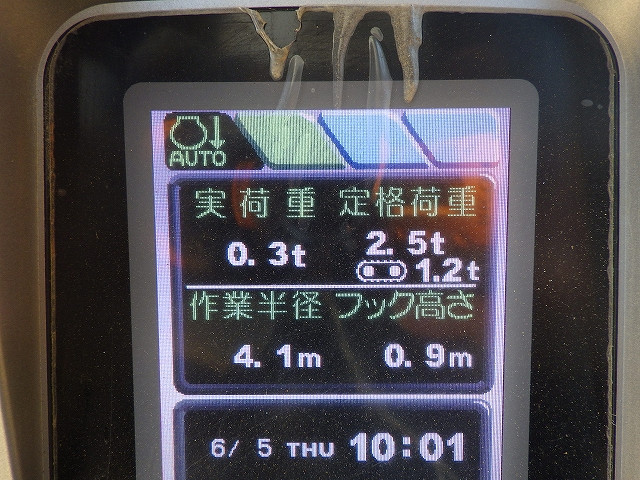 AUTO
実荷重 定格荷重
0.3t 2.5t
1.2t
作業半径 フック高さ
4.1m 0.9m
6/ 5 THU 10:01